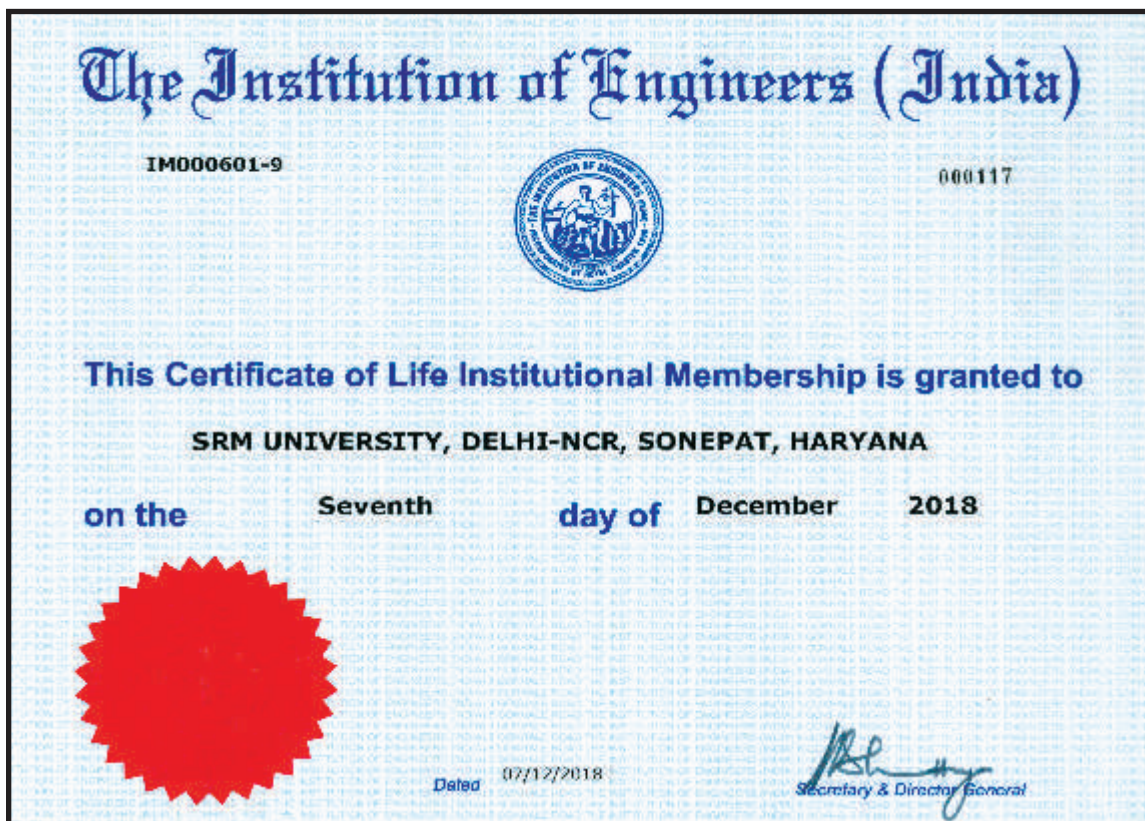 The Institution of Engineers (India)
IM000601-9
000117
This Certificate of Life Institutional Membership is granted to
SRM UNIVERSITY, DELHI-NCR, SONEPAT, HARYANA
on the Seventh day of December 2018
Dated 07/12/2018
Secretary & Director General